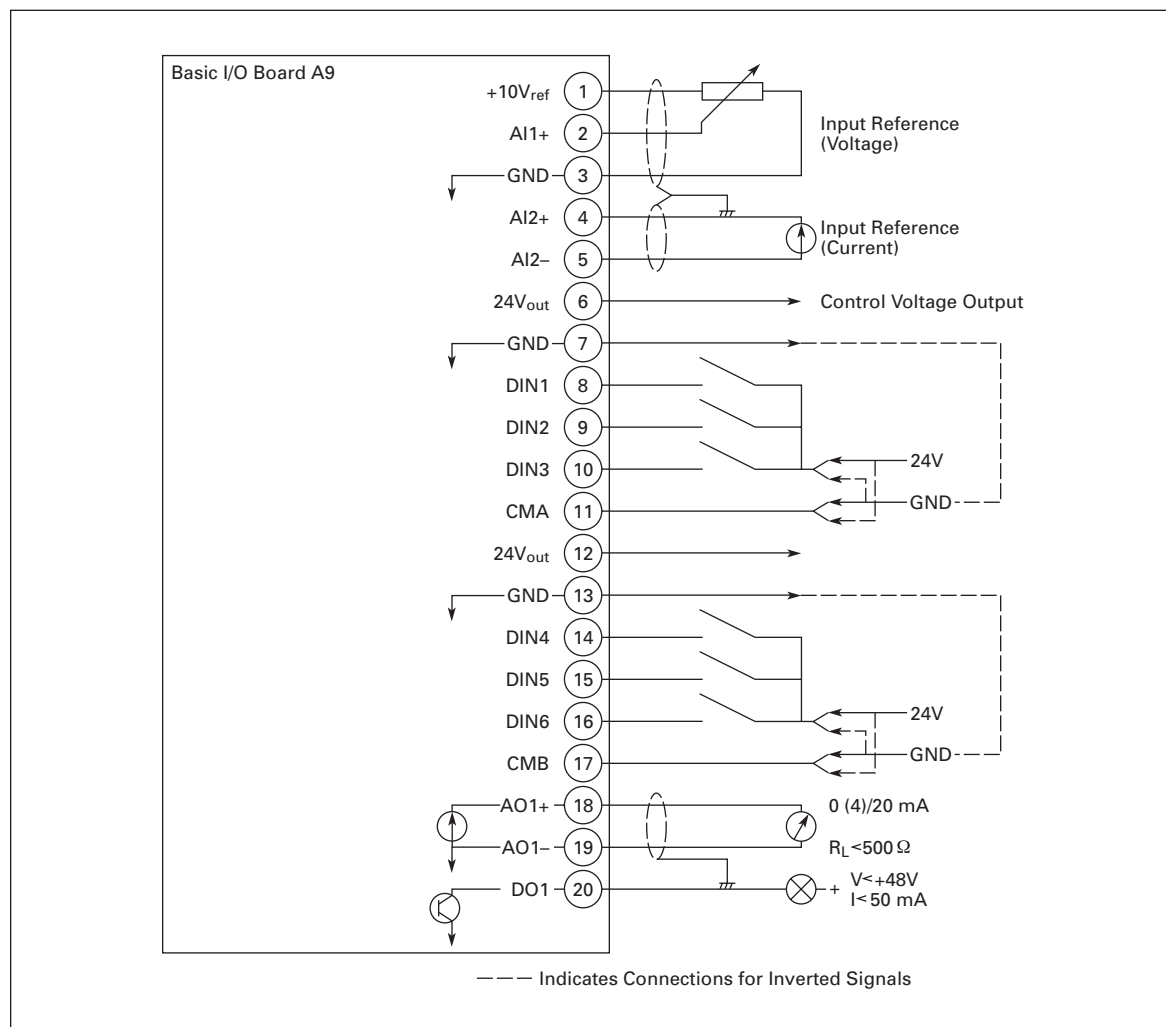 Basic I/O Board A9
+10Vref 1
AI1+ 2
Input Reference
(Voltage)
GND 3
AI2+ 4
Input Reference
(Current)
AI2– 5
24Vout 6 Control Voltage Output
GND 7
DIN1 8
DIN2 9
DIN3 10 24V
CMA 11 GND
24Vout 12
GND 13
DIN4 14
DIN5 15
DIN6 16 24V
CMB 17 GND
AO1+ 18 0 (4)/20 mA
AO1– 19 RL<500 Ω
DO1 20 + V<+48V
I<50 mA
Indicates Connections for Inverted Signals